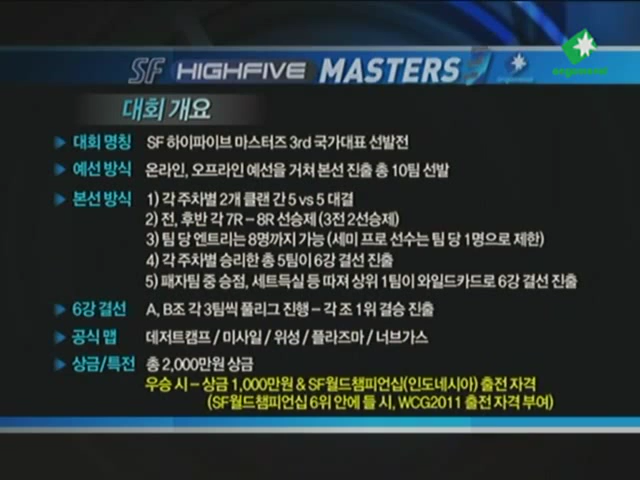 SF HIGHFIVE MASTERS
대회 개요
▶ 대회 명칭 SF 하이파이브 마스터즈 3rd 국가대표 선발전
▶ 예선 방식 온라인, 오프라인 예선을 거쳐 본선 진출 총 10팀 선발
▶ 본선 방식 1) 각 주차별 2개 클랜 간 5 vs 5 대결
2) 전, 후반 각 7R - 8R 선승제 (3전 2선승제)
3) 팀 당 엔트리는 8명까지 가능 (세미 프로 선수는 팀 당 1명으로 제한)
4) 각 주차별 승리한 총 5팀이 6강 결선 진출
5) 패자팀 중 승점, 세트득실 등 따져 상위 1팀이 와일드카드로 6강 결선 진출
▶ 6강 결선 A, B조 각 3팀씩 풀리그 진행 - 각 조 1위 결승 진출
▶ 공식 맵 데저트캠프 / 미사일 / 위성 / 플라즈마 / 너브가스
▶ 상금/특전 총 2,000만원 상금
우승 시 - 상금 1,000만원 & SF월드챔피언십(인도네시아) 출전 자격
(SF월드챔피언십 6위 안에 들 시, WCG2011 출전 자격 부여)